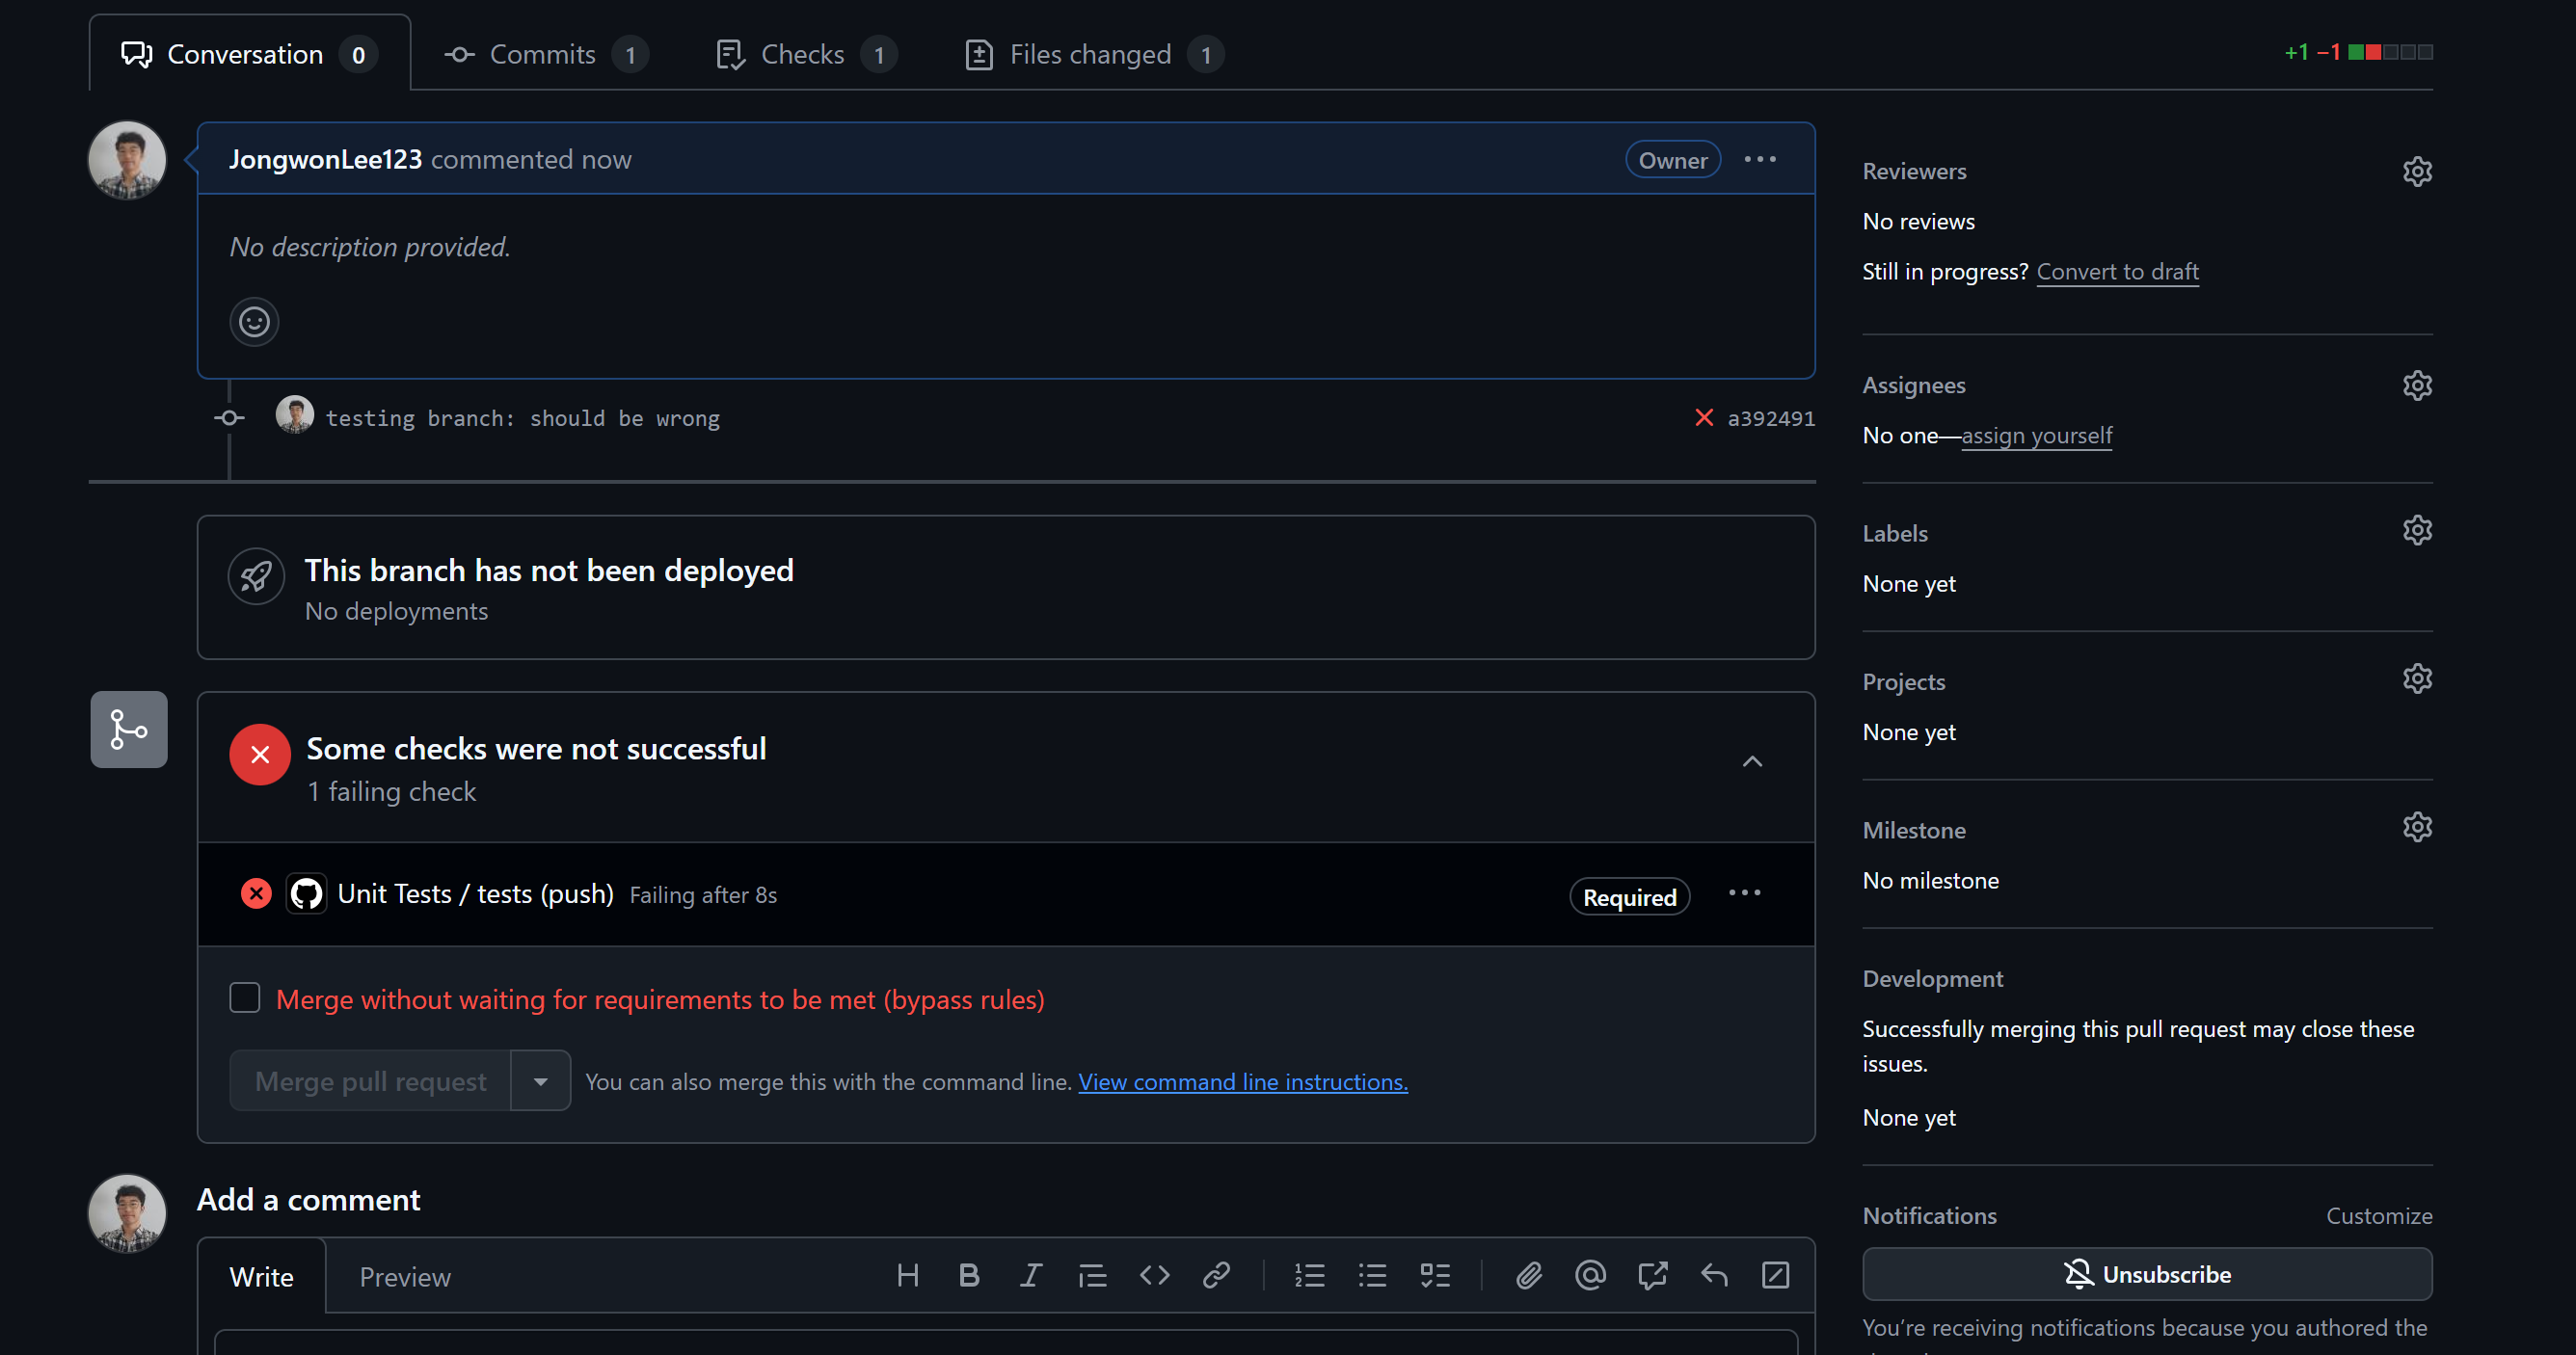 Conversation 0 Commits 1 Checks 1 Files changed 1 +1 −1
JongwonLee123 commented now Owner
No description provided.
testing branch: should be wrong a392491
This branch has not been deployed
No deployments
Some checks were not successful
1 failing check
Unit Tests / tests (push) Failing after 8s Required
Merge without waiting for requirements to be met (bypass rules)
Merge pull request You can also merge this with the command line. View command line instructions.
Add a comment
Write Preview
Reviewers
No reviews
Still in progress? Convert to draft
Assignees
No one—assign yourself
Labels
None yet
Projects
None yet
Milestone
No milestone
Development
Successfully merging this pull request may close these
issues.
None yet
Notifications Customize
Unsubscribe
You’re receiving notifications because you authored the